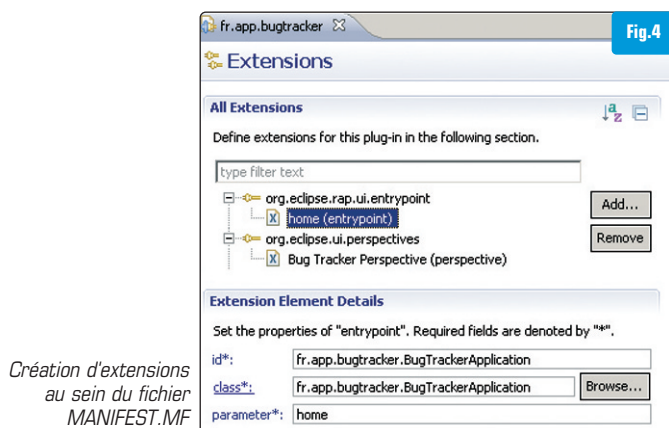 fr.app.bugtracker
Fig.4
Extensions
All Extensions
Define extensions for this plug-in in the following section.
type filter text
org.eclipse.rap.ui.entrypoint
home (entrypoint)
org.eclipse.ui.perspectives
Bug Tracker Perspective (perspective)
Add...
Remove
Extension Element Details
Set the properties of "entrypoint". Required fields are denoted by "*".
id*: fr.app.bugtracker.BugTrackerApplication
class*: fr.app.bugtracker.BugTrackerApplication Browse...
parameter*: home
Création d'extensions
au sein du fichier
MANIFEST.MF